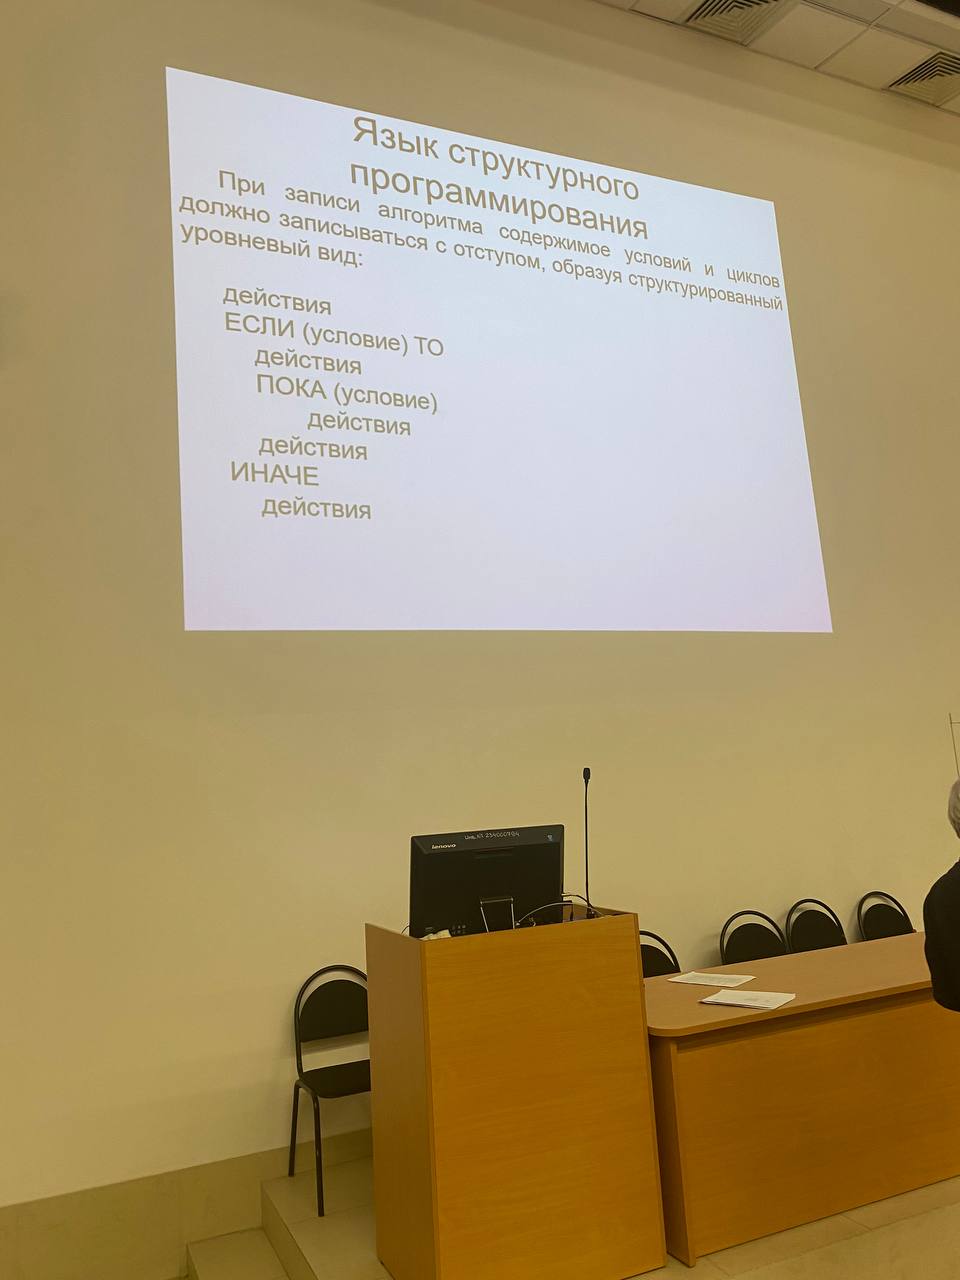 Язык структурного
программирования
При записи алгоритма содержимое условий и циклов
должно записываться с отступом, образуя структурированный
уровневый вид:
действия
ЕСЛИ (условие) ТО
действия
ПОКА (условие)
действия
действия
ИНАЧЕ
действия
lenovo
234000794